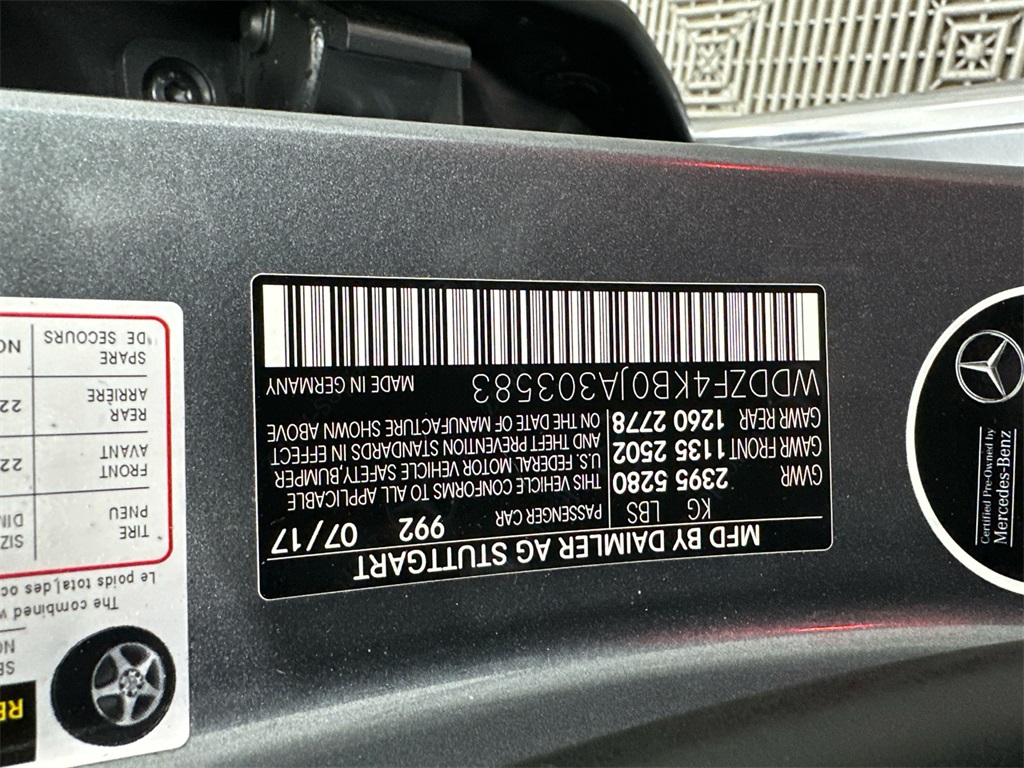 MFD BY DAIMLER AG STUTTGART
KG LBS
GVWR 2395 5280
GAWR FRONT 1135 2502
GAWR REAR 1260 2778
PASSENGER CAR 992 07/17
THIS VEHICLE CONFORMS TO ALL APPLICABLE
U.S. FEDERAL MOTOR VEHICLE SAFETY,BUMPER
AND THEFT PREVENTION STANDARDS IN EFFECT
ON THE DATE OF MANUFACTURE SHOWN ABOVE
WDDZF4KB0JA303583 MADE IN GERMANY
Certified Pre-Owned by
Mercedes-Benz
The combined
Le poids total,des
TIRE
PNEU
FRONT
AVANT
REAR
ARRIÈRE
SPARE
DE SECOURS